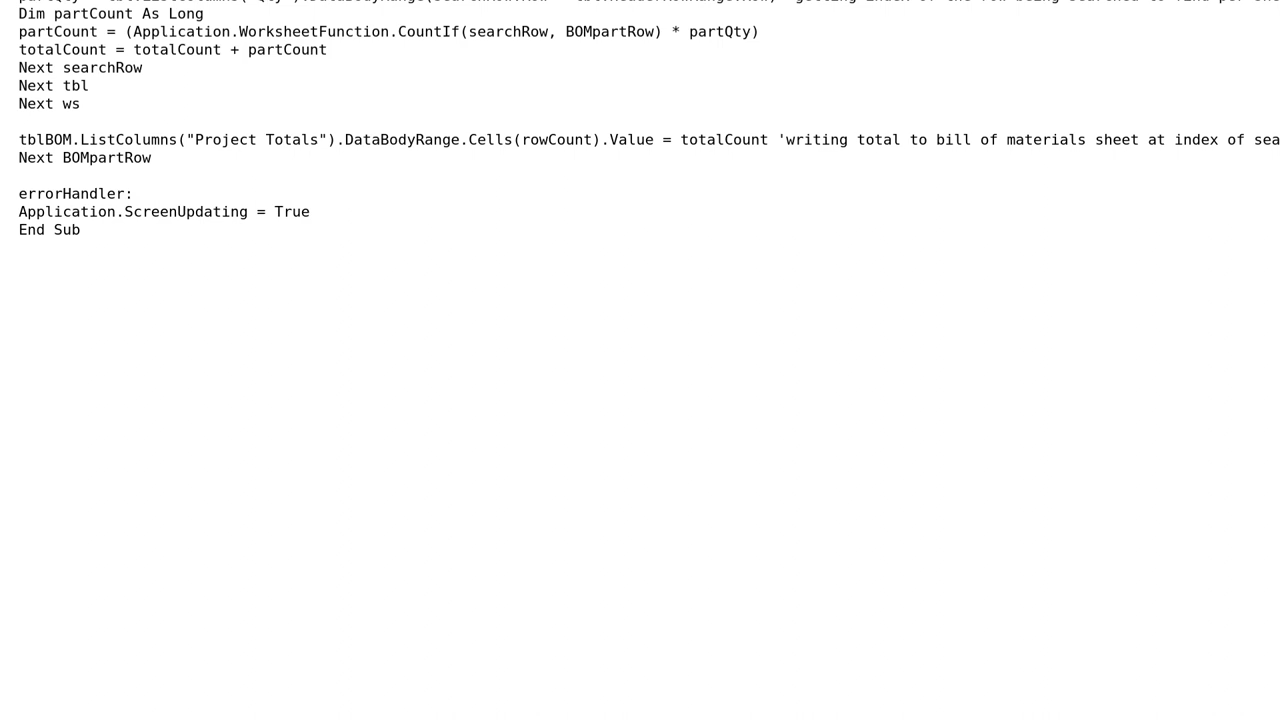 Dim partCount As Long
partCount = (Application.WorksheetFunction.CountIf(searchRow, BOMpartRow) * partQty)
totalCount = totalCount + partCount
Next searchRow
Next tbl
Next ws
tblBOM.ListColumns("Project Totals").DataBodyRange.Cells(rowCount).Value = totalCount 'writing total to bill of materials sheet at index of sea
Next BOMpartRow
errorHandler:
Application.ScreenUpdating = True
End Sub